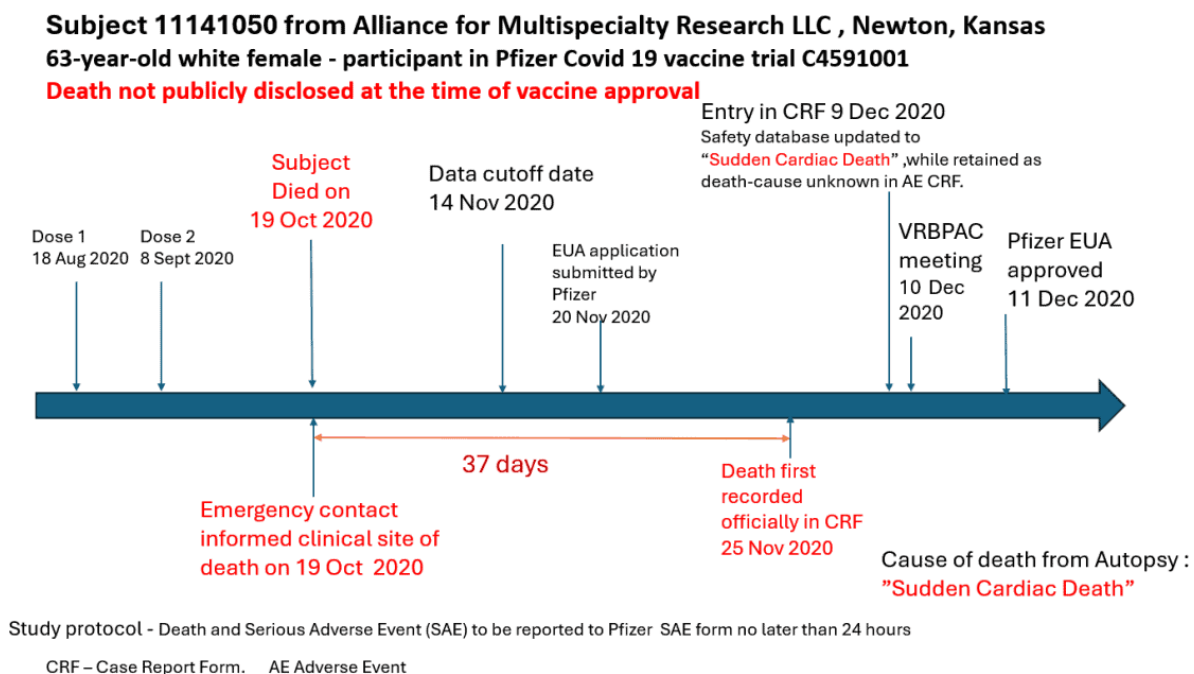 Subject 11141050 from Alliance for Multispecialty Research LLC , Newton, Kansas
63-year-old white female - participant in Pfizer Covid 19 vaccine trial C4591001
Death not publicly disclosed at the time of vaccine approval
Entry in CRF 9 Dec 2020
Safety database updated to
“Sudden Cardiac Death” ,while retained as
death-cause unknown in AE CRF.
Subject
Died on
19 Oct 2020
Data cutoff date
14 Nov 2020
Dose 1
18 Aug 2020
Dose 2
8 Sept 2020
EUA application
submitted by
Pfizer
20 Nov 2020
VRBPAC
meeting
10 Dec
2020
Pfizer EUA
approved
11 Dec 2020
37 days
Emergency contact
informed clinical site of
death on 19 Oct 2020
Death first
recorded
officially in CRF
25 Nov 2020
Cause of death from Autopsy :
”Sudden Cardiac Death”
Study protocol - Death and Serious Adverse Event (SAE) to be reported to Pfizer SAE form no later than 24 hours
CRF – Case Report Form. AE Adverse Event